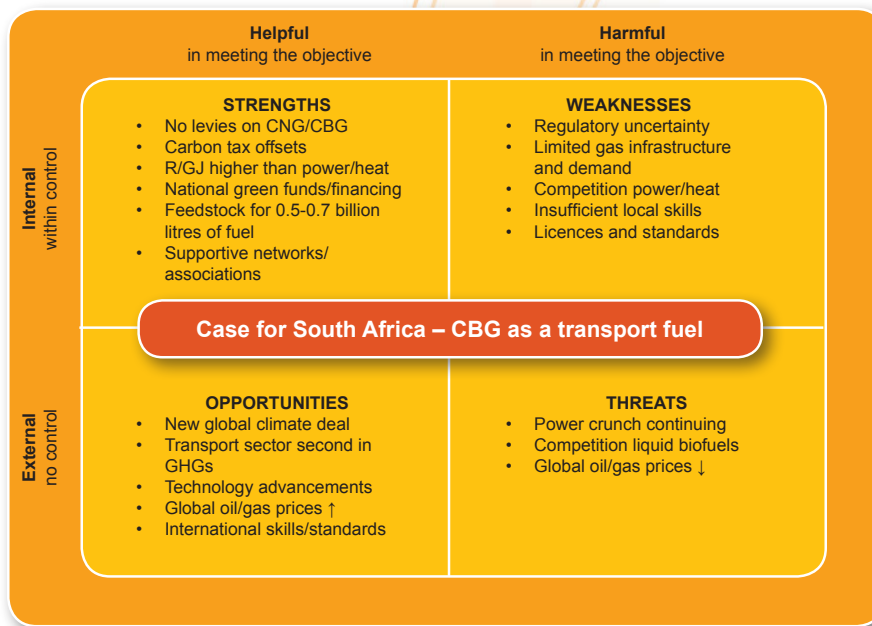 Helpful
in meeting the objective
Harmful
in meeting the objective
Internal
within control
STRENGTHS
• No levies on CNG/CBG
• Carbon tax offsets
• R/GJ higher than power/heat
• National green funds/financing
• Feedstock for 0.5-0.7 billion
litres of fuel
• Supportive networks/
associations
WEAKNESSES
• Regulatory uncertainty
• Limited gas infrastructure
and demand
• Competition power/heat
• Insufficient local skills
• Licences and standards
Case for South Africa – CBG as a transport fuel
External
no control
OPPORTUNITIES
• New global climate deal
• Transport sector second in
GHGs
• Technology advancements
• Global oil/gas prices ↑
• International skills/standards
THREATS
• Power crunch continuing
• Competition liquid biofuels
• Global oil/gas prices ↓